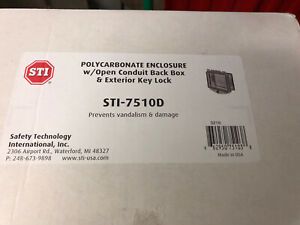 STI
POLYCARBONATE ENCLOSURE
w/Open Conduit Back Box
& Exterior Key Lock
STI-7510D
Prevents vandalism & damage
Safety Technology
International, Inc.
2306 Airport Rd., Waterford, MI 48327
P: 248-673-9898 www.sti-usa.com
Made in USA